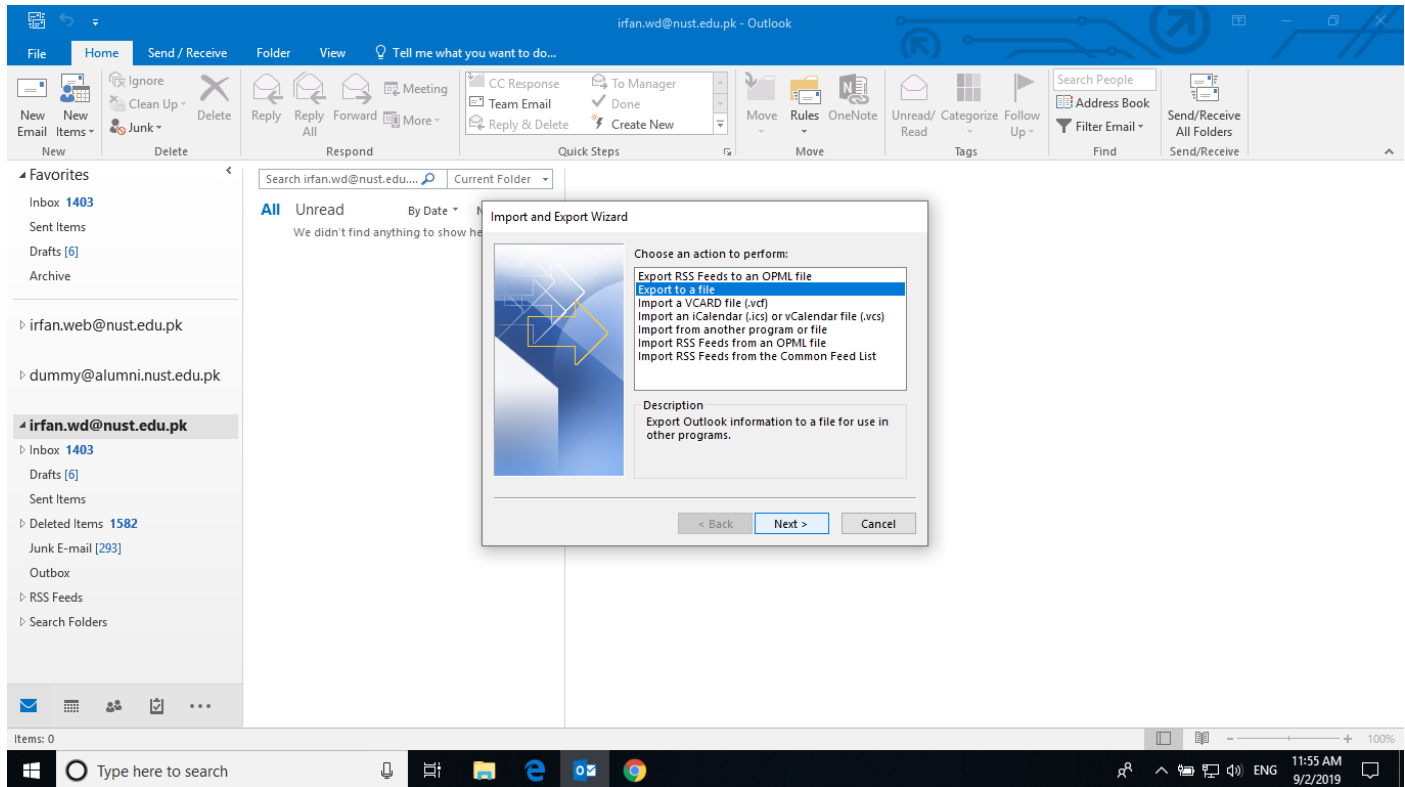 irfan.wd@nust.edu.pk - Outlook
File Home Send / Receive Folder View Tell me what you want to do...
New Email
New Items
Ignore
Clean Up
Junk
Delete
Reply
Reply All
Forward
Meeting
More
CC Response
Team Email
Reply & Delete
To Manager
Done
Create New
Move
Rules
OneNote
Unread/ Read
Categorize
Follow Up
Search People
Address Book
Filter Email
Send/Receive All Folders
New Delete Respond Quick Steps Move Tags Find Send/Receive
Favorites
Inbox 1403
Sent Items
Drafts [6]
Archive
irfan.web@nust.edu.pk
dummy@alumni.nust.edu.pk
irfan.wd@nust.edu.pk
Inbox 1403
Drafts [6]
Sent Items
Deleted Items 1582
Junk E-mail [293]
Outbox
RSS Feeds
Search Folders
Search irfan.wd@nust.edu.... Current Folder
All Unread By Date
We didn't find anything to show he
Import and Export Wizard
Choose an action to perform:
Export RSS Feeds to an OPML file
Export to a file
Import a VCARD file (.vcf)
Import an iCalendar (.ics) or vCalendar file (.vcs)
Import from another program or file
Import RSS Feeds from an OPML file
Import RSS Feeds from the Common Feed List
Description
Export Outlook information to a file for use in
other programs.
< Back Next > Cancel
Items: 0
100%
Type here to search
ENG
11:55 AM
9/2/2019